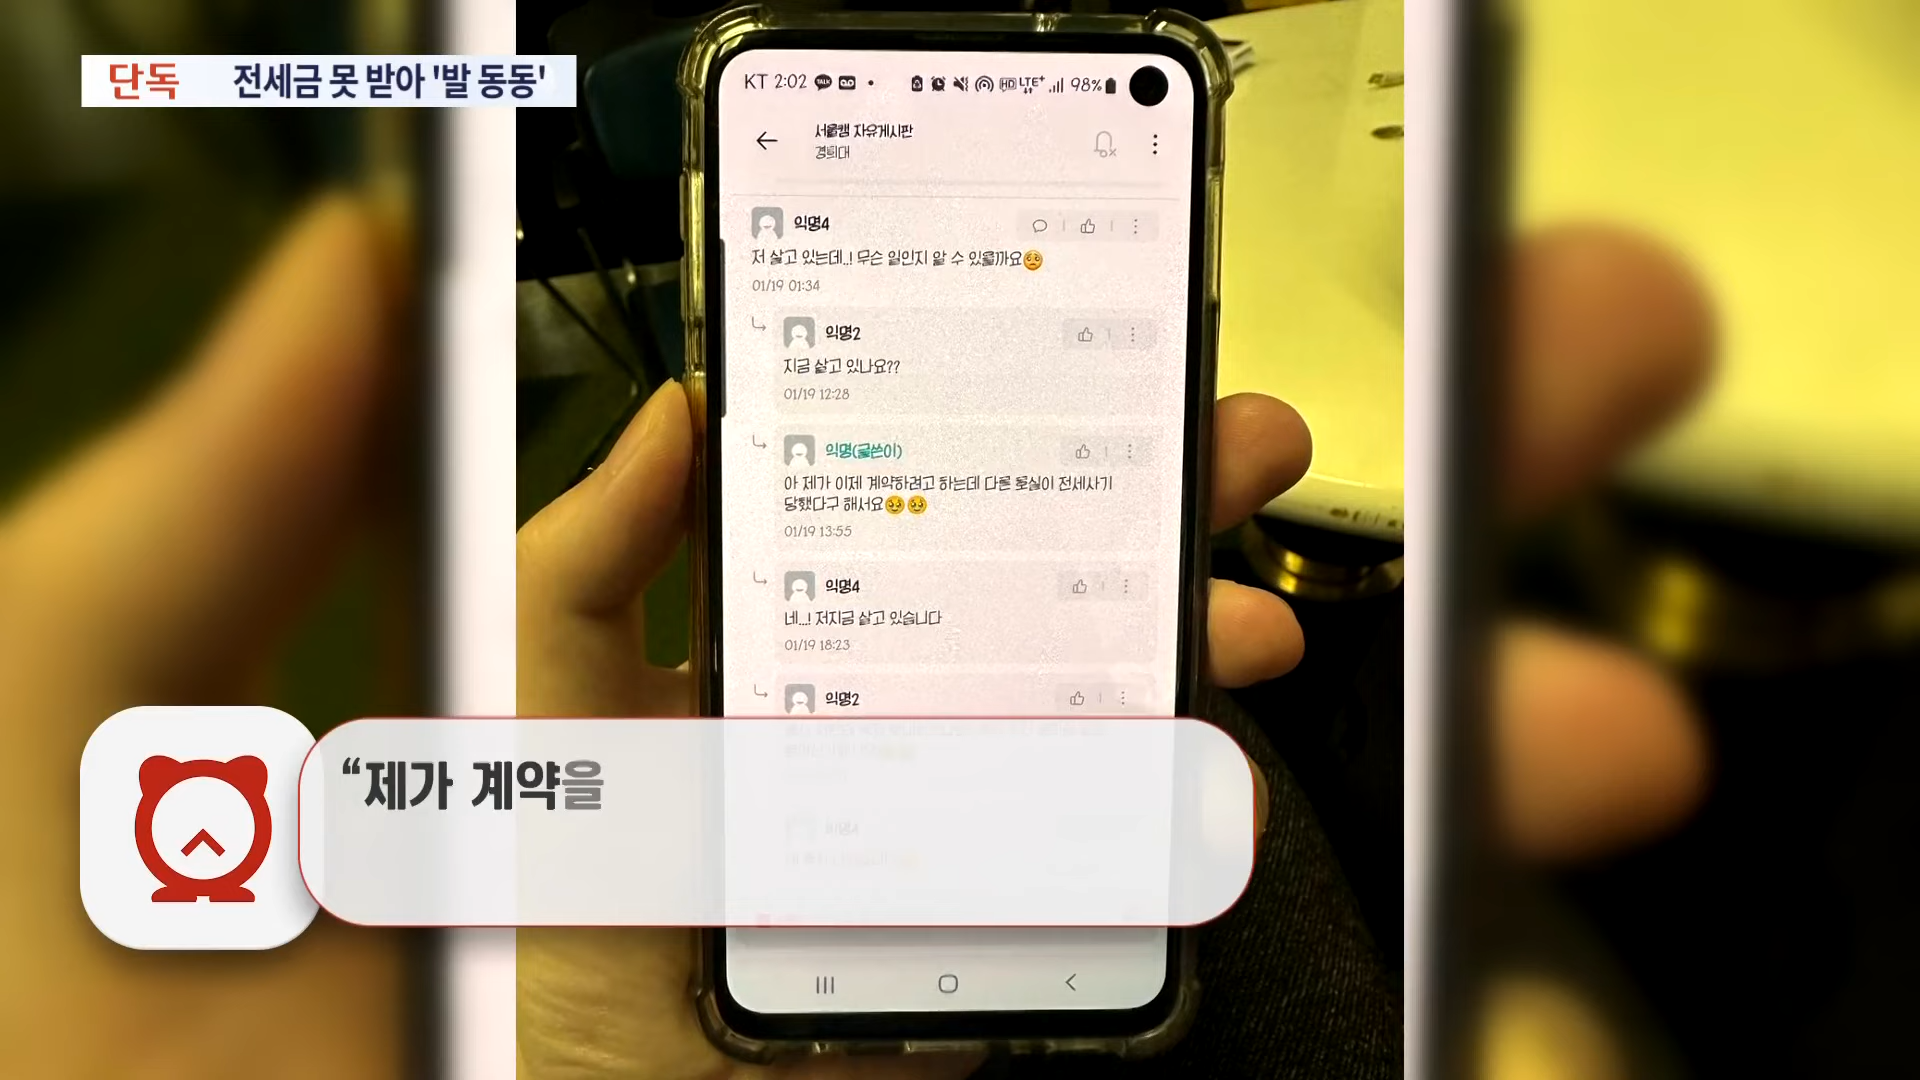 단독 전세금 못 받아 '발 동동'
KT 2:02 98%
서울캠 자유게시판
경희대
익명4
저 살고 있는데..! 무슨 일인지 알 수 있을까요🥺
01/19 01:34
익명2
지금 살고 있나요??
01/19 12:28
익명(글쓴이)
아 제가 이제 계약하려고 하는데 다른 호실이 전세사기
당했다구 해서요🥺🥺
01/19 13:55
익명4
네...! 저지금 살고 있습니다
01/19 18:23
익명2
“제가 계약을